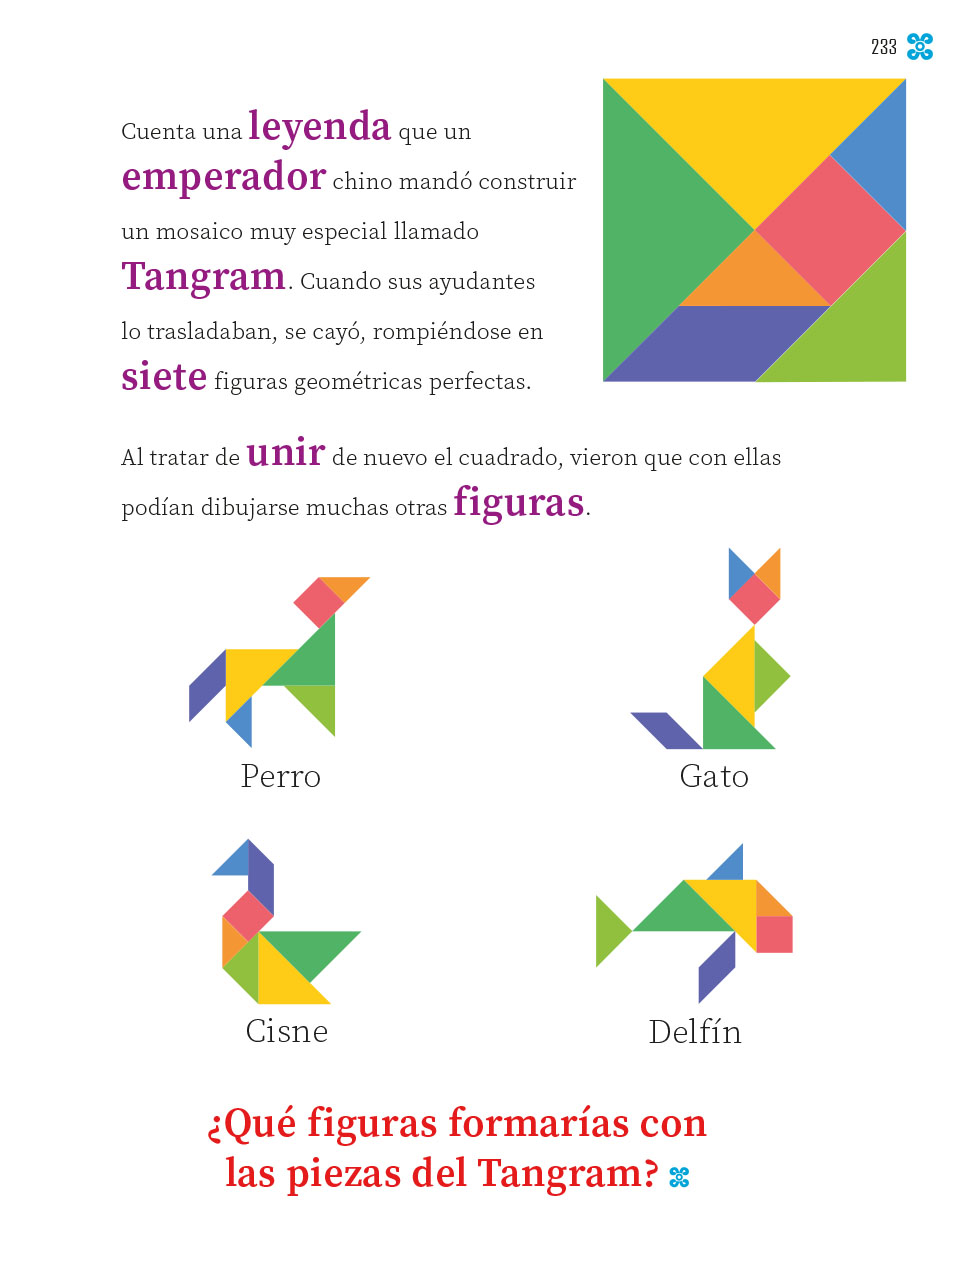 233
Cuenta una leyenda que un
emperador chino mandó construir
un mosaico muy especial llamado
Tangram. Cuando sus ayudantes
lo trasladaban, se cayó, rompiéndose en
siete figuras geométricas perfectas.
Al tratar de unir de nuevo el cuadrado, vieron que con ellas
podían dibujarse muchas otras figuras.
Perro
Gato
Cisne
Delfín
¿Qué figuras formarías con
las piezas del Tangram?